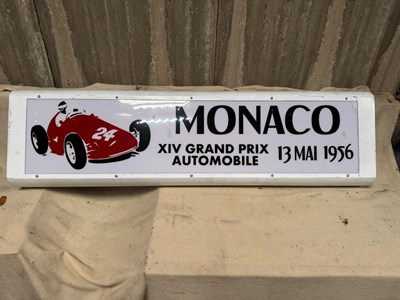 24
MONACO
XIV GRAND PRIX
AUTOMOBILE
13 MAI 1956